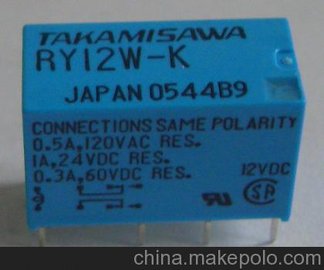 TAKAMISAWA
RY12W-K
JAPAN 0544B9
CONNECTIONS SAME POLARITY
0.5A,120VAC RES.
1A,24VDC RES.
0.3A,60VDC RES.
12VDC
china.makepolo.com